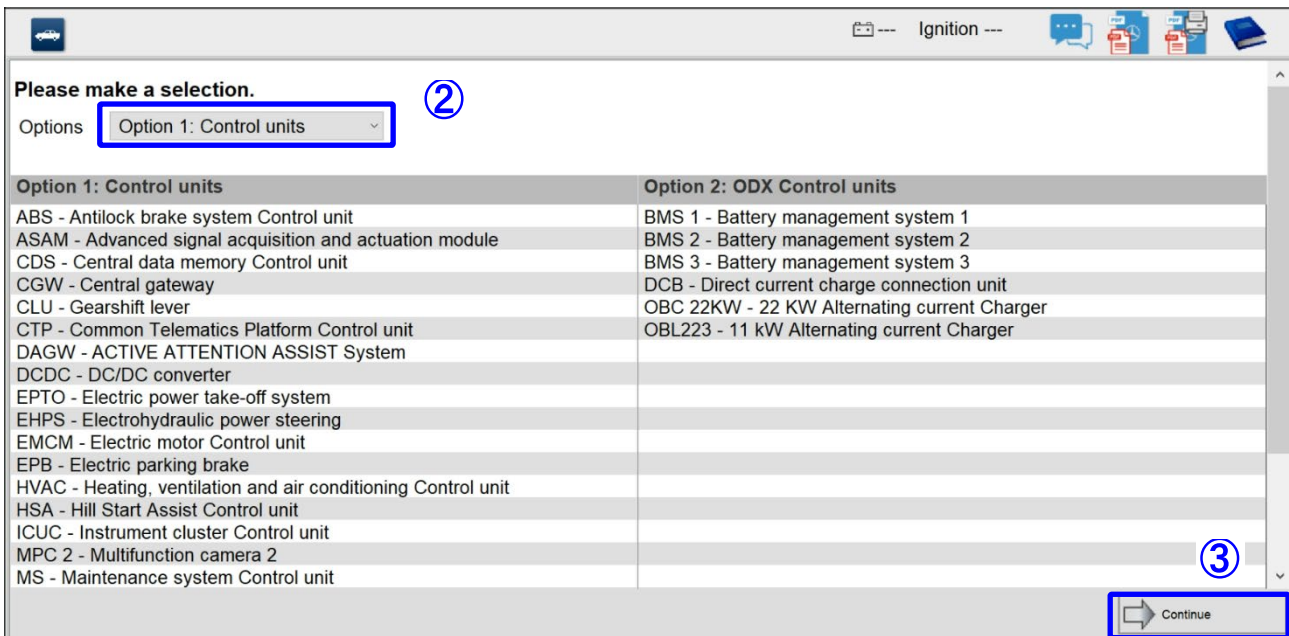 --- Ignition ---
Please make a selection.
②
Options Option 1: Control units
Option 1: Control units Option 2: ODX Control units
ABS - Antilock brake system Control unit BMS 1 - Battery management system 1
ASAM - Advanced signal acquisition and actuation module BMS 2 - Battery management system 2
CDS - Central data memory Control unit BMS 3 - Battery management system 3
CGW - Central gateway DCB - Direct current charge connection unit
CLU - Gearshift lever OBC 22KW - 22 KW Alternating current Charger
CTP - Common Telematics Platform Control unit OBL223 - 11 kW Alternating current Charger
DAGW - ACTIVE ATTENTION ASSIST System
DCDC - DC/DC converter
EPTO - Electric power take-off system
EHPS - Electrohydraulic power steering
EMCM - Electric motor Control unit
EPB - Electric parking brake
HVAC - Heating, ventilation and air conditioning Control unit
HSA - Hill Start Assist Control unit
ICUC - Instrument cluster Control unit
MPC 2 - Multifunction camera 2
MS - Maintenance system Control unit
③
Continue